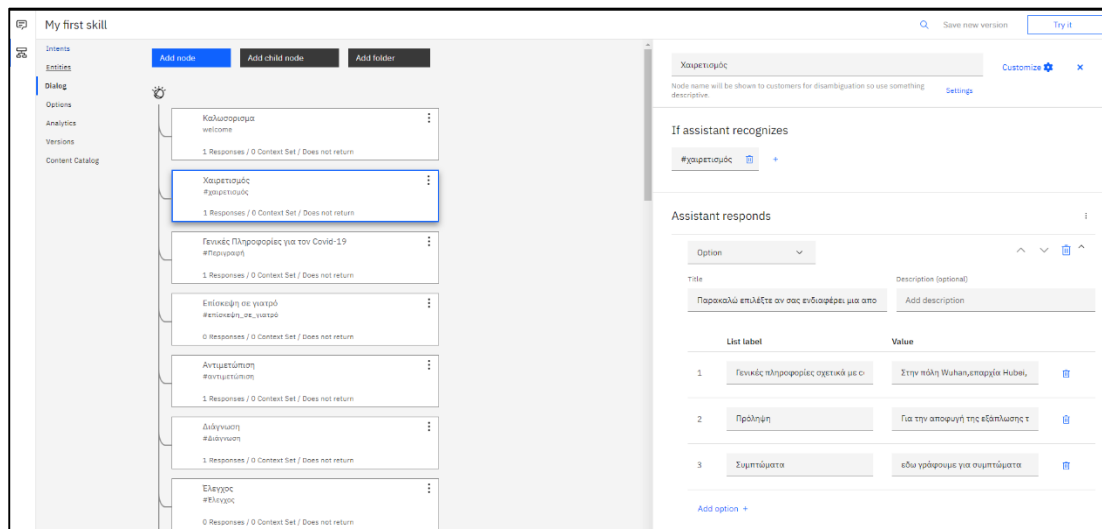 My first skill
Save new version
Try it
Intents
Entities
Dialog
Options
Analytics
Versions
Content Catalog
Add node
Add child node
Add folder
Καλωσορισμα
welcome
1 Responses / 0 Context Set / Does not return
Χαιρετισμός
#χαιρετισμός
1 Responses / 0 Context Set / Does not return
Γενικές Πληροφορίες για τον Covid-19
#Περιγραφή
1 Responses / 0 Context Set / Does not return
Επίσκεψη σε γιατρό
#επίσκεψη_σε_γιατρό
0 Responses / 0 Context Set / Does not return
Αντιμετώπιση
#αντιμετώπιση
1 Responses / 0 Context Set / Does not return
Διάγνωση
#Διάγνωση
1 Responses / 0 Context Set / Does not return
Έλεγχος
#Έλεγχος
0 Responses / 0 Context Set / Does not return
Χαιρετισμός
Customize
Node name will be shown to customers for disambiguation so use something
descriptive.
Settings
If assistant recognizes
#χαιρετισμός
Assistant responds
Option
Title
Description (optional)
Παρακαλώ επιλέξτε αν σας ενδιαφέρει μια απο
Add description
List label
Value
1 Γενικές πληροφορίες σχετικά με Στην πόλη Wuhan,επαρχία Hubei,
2 Πρόληψη Για την αποφυγή της εξάπλωσης τ
3 Συμπτώματα εδω γράφουμε για συμπτώματα
Add option +